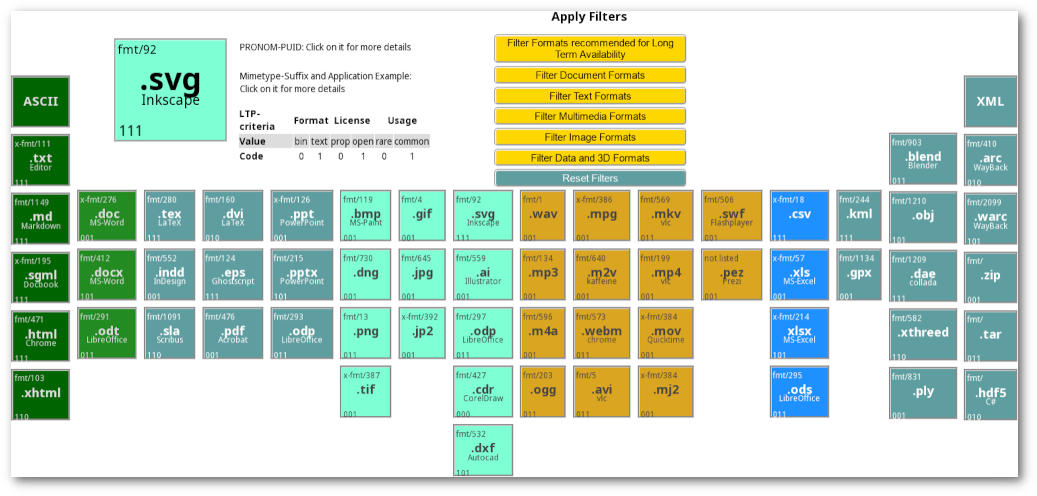 Apply Filters
fmt/92
.svg
Inkscape
111
PRONOM-PUID: Click on it for more details
Mimetype-Suffix and Application Example:
Click on it for more details
LTP-
criteria Format License Usage
Value bin text prop open rare common
Code 0 1 0 1 0 1
Filter Formats recommended for Long
Term Availability
Filter Document Formats
Filter Text Formats
Filter Multimedia Formats
Filter Image Formats
Filter Data and 3D Formats
Reset Filters
ASCII
x-fmt/111
.txt
Editor
111
fmt/1149
.md
Markdown
111
x-fmt/195
.sgml
Docbook
111
fmt/471
.html
Chrome
111
fmt/103
.xhtml
110
x-fmt/276
.doc
MS-Word
001
fmt/412
.docx
MS-Word
101
fmt/291
.odt
LibreOffice
011
fmt/280
.tex
LaTeX
111
fmt/552
.indd
InDesign
001
fmt/1091
.sla
Scribus
110
fmt/160
.dvi
LaTeX
010
fmt/124
.eps
Ghostscript
111
fmt/476
.pdf
Acrobat
001
x-fmt/126
.ppt
PowerPoint
001
fmt/215
.pptx
PowerPoint
101
fmt/293
.odp
LibreOffice
011
fmt/119
.bmp
MS-Paint
001
fmt/730
.dng
001
fmt/13
.png
011
x-fmt/387
.tif
001
fmt/4
.gif
001
fmt/645
.jpg
001
x-fmt/392
.jp2
001
fmt/92
.svg
Inkscape
111
fmt/559
.ai
Illustrator
001
fmt/297
.odp
LibreOffice
011
fmt/427
.cdr
CorelDraw
000
fmt/532
.dxf
Autocad
101
fmt/1
.wav
001
fmt/134
.mp3
001
fmt/596
.m4a
001
fmt/203
.ogg
011
x-fmt/386
.mpg
001
fmt/640
.m2v
kaffeine
001
fmt/573
.webm
chrome
011
fmt/5
.avi
vlc
011
fmt/569
.mkv
vlc
011
fmt/199
.mp4
vlc
001
x-fmt/384
.mov
Quicktime
001
x-fmt/384
.mj2
001
fmt/506
.swf
Flashplayer
001
not listed
.pez
Prezi
001
x-fmt/18
.csv
111
x-fmt/57
.xls
MS-Excel
001
x-fmt/214
xlsx
MS-Excel
101
fmt/295
.ods
LibreOffice
011
fmt/244
.kml
111
fmt/1134
.gpx
001
fmt/903
.blend
Blender
011
fmt/1210
.obj
101
fmt/1209
.dae
collada
111
fmt/582
.xthreed
110
fmt/831
.ply
001
XML
fmt/410
.arc
WayBack
010
fmt/2099
.warc
WayBack
101
fmt/
.zip
001
fmt/
.tar
011
fmt/
.hdf5
C#
010